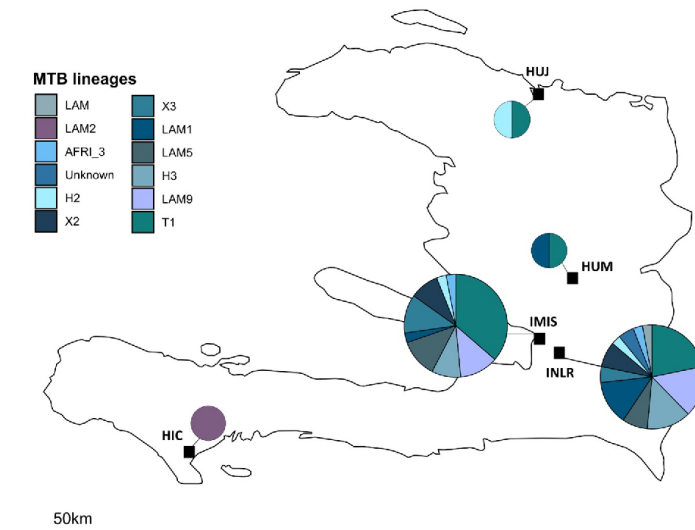 MTB lineages
LAM
LAM2
AFRI_3
Unknown
H2
X2
X3
LAM1
LAM5
H3
LAM9
T1
HUJ
HUM
IMIS
INLR
HIC
50km